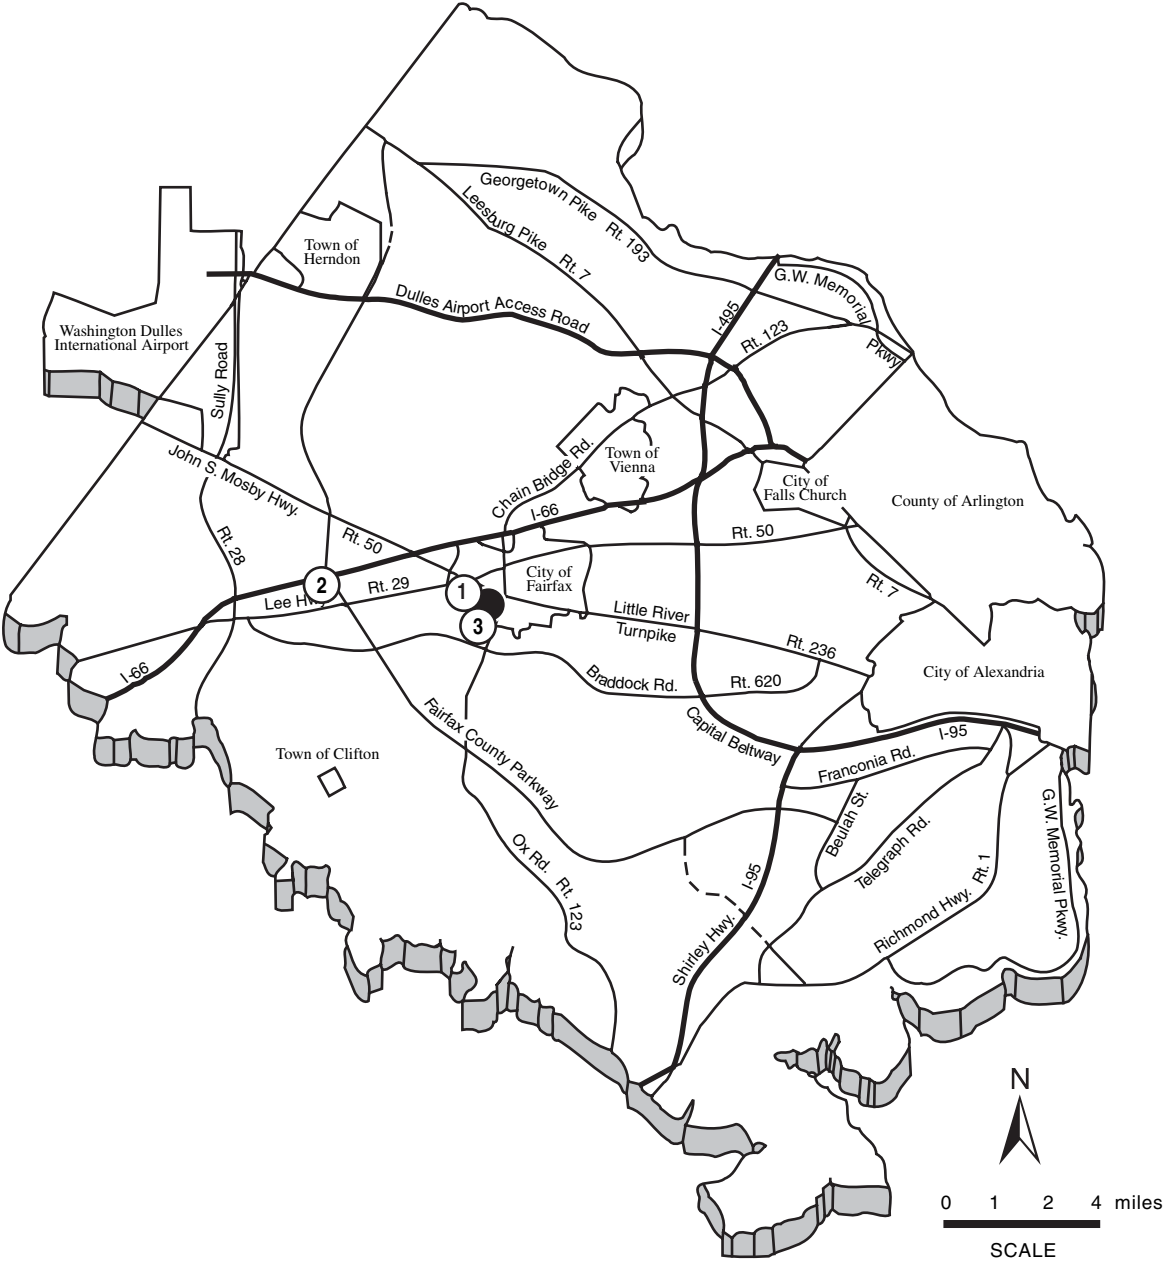 Georgetown Pike Rt. 193
Leesburg Pike Rt. 7
Town of
Herndon
G.W. Memorial
Pkwy.
Dulles Airport Access Road
I-495
Rt. 123
Washington Dulles
International Airport
Sully Road
John S. Mosby Hwy.
Rt. 50
Chain Bridge Rd.
Town of
Vienna
City of
Falls Church
County of Arlington
I-66
Rt. 50
Rt. 28
2
Rt. 29
Lee Hwy.
1
3
City of
Fairfax
Rt. 7
Little River
Turnpike
Rt. 236
I-66
Braddock Rd.
Rt. 620
City of Alexandria
Fairfax County Parkway
Capital Beltway
I-95
Franconia Rd.
Town of Clifton
Beulah St.
Telegraph Rd.
G.W. Memorial Pkwy.
Ox Rd. Rt. 123
I-95
Shirley Hwy.
Richmond Hwy. Rt. 1
N
0 1 2 4 miles
SCALE